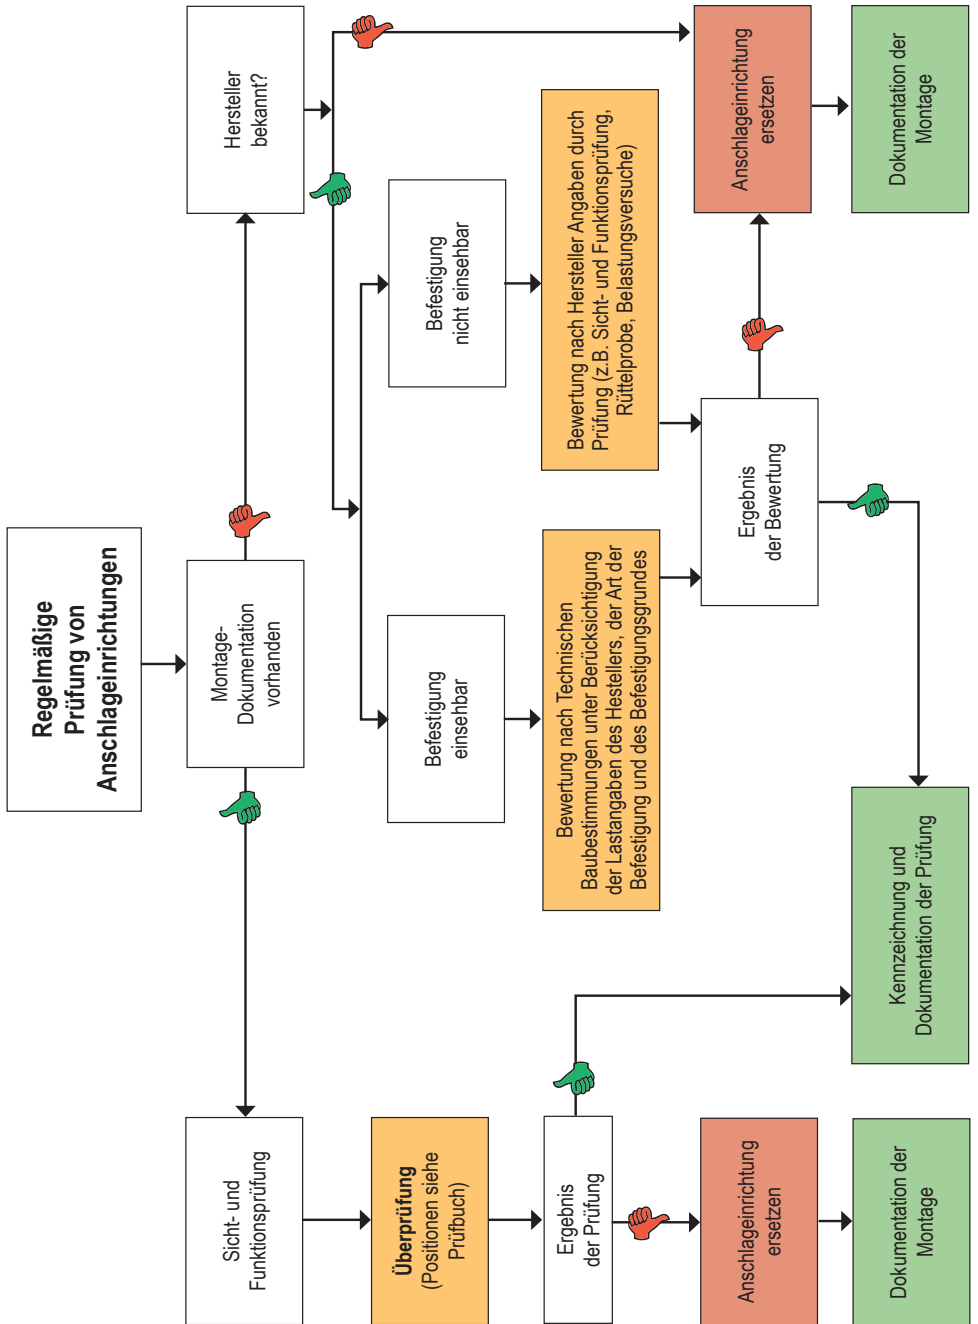 Regelmäßige
Prüfung von
Anschlageinrichtungen
Montage-
Dokumentation
vorhanden
Sicht- und
Funktionsprüfung
Hersteller
bekannt?
Überprüfung
(Positionen siehe
Prüfbuch)
Befestigung
einsehbar
Befestigung
nicht einsehbar
Ergebnis
der Prüfung
Bewertung nach Technischen
Baubestimmungen unter Berücksichtigung
der Lastangaben des Hestellers, der Art der
Befestigung und des Befestigungsgrundes
Bewertung nach Hersteller Angaben durch
Prüfung (z.B. Sicht- und Funktionsprüfung,
Rüttelprobe, Belastungsversuche)
Anschlageinrichtung
ersetzen
Ergebnis
der Bewertung
Anschlageinrichtung
ersetzen
Dokumentation der
Montage
Kennzeichnung und
Dokumentation der Prüfung
Dokumentation der
Montage